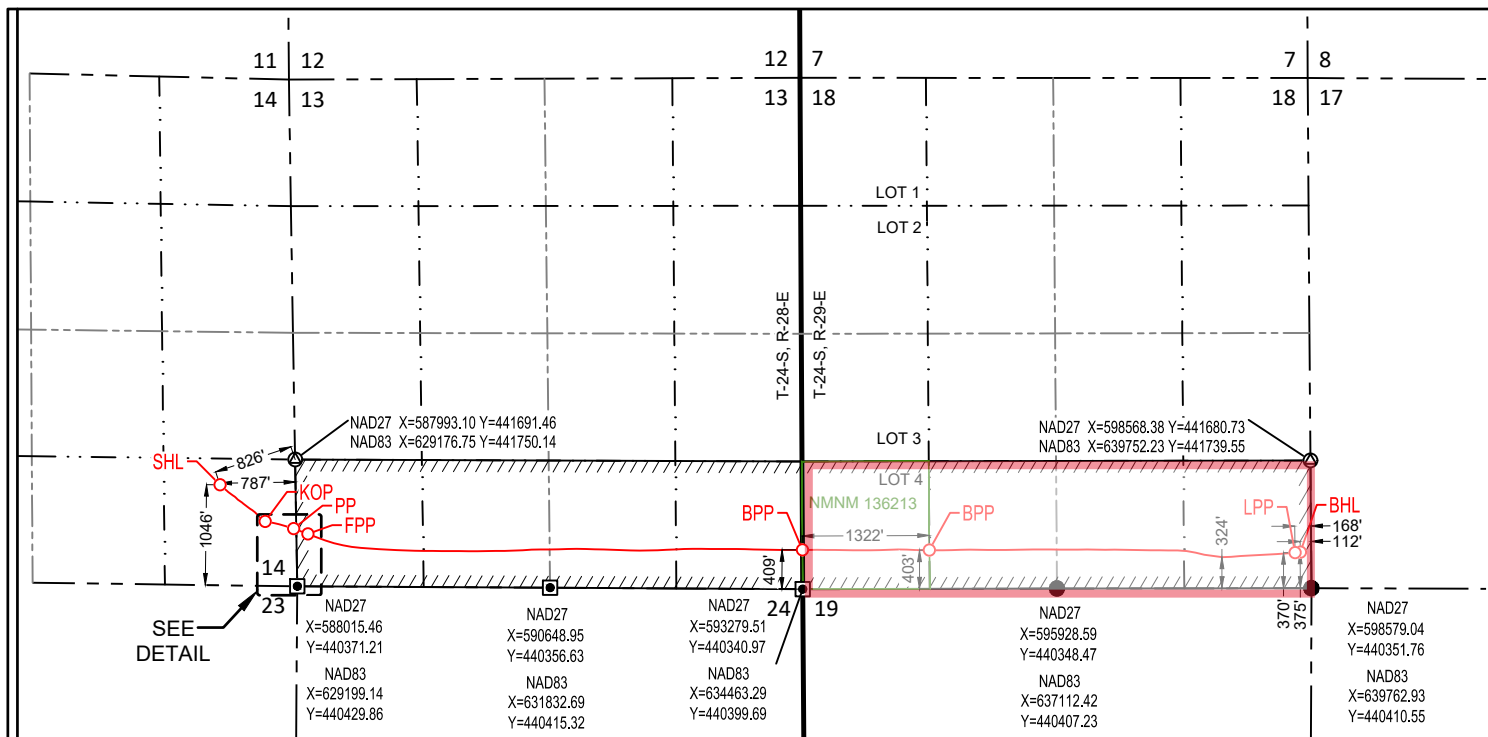 11 12
14 13
12 7
13 18
7 8
18 17
LOT 1
LOT 2
T-24-S, R-28-E
T-24-S, R-29-E
NAD27 X=587993.10 Y=441691.46
NAD83 X=629176.75 Y=441750.14
NAD27 X=598568.38 Y=441680.73
NAD83 X=639752.23 Y=441739.55
LOT 3
LOT 4
NMNM 136213
SHL
826'
787'
1046'
KOP
PP
FPP
BPP
409'
1322'
403'
BPP
324'
LPP
BHL
168'
112'
370'
375'
14
23
24 19
SEE
DETAIL
NAD27
X=588015.46
Y=440371.21
NAD83
X=629199.14
Y=440429.86
NAD27
X=590648.95
Y=440356.63
NAD83
X=631832.69
Y=440415.32
NAD27
X=593279.51
Y=440340.97
NAD83
X=634463.29
Y=440399.69
NAD27
X=595928.59
Y=440348.47
NAD83
X=637112.42
Y=440407.23
NAD27
X=598579.04
Y=440351.76
NAD83
X=639762.93
Y=440410.55